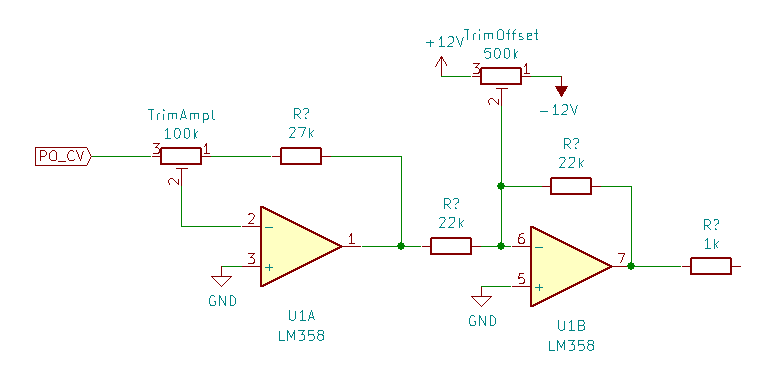 TrimOffset
500k
+12V
3
1
2
-12V
TrimAmpl
100k
PO_CV
3
1
2
R?
27k
R?
22k
R?
22k
R?
1k
2
-
3
+
1
GND
U1A
LM358
6
-
5
+
7
GND
U1B
LM358